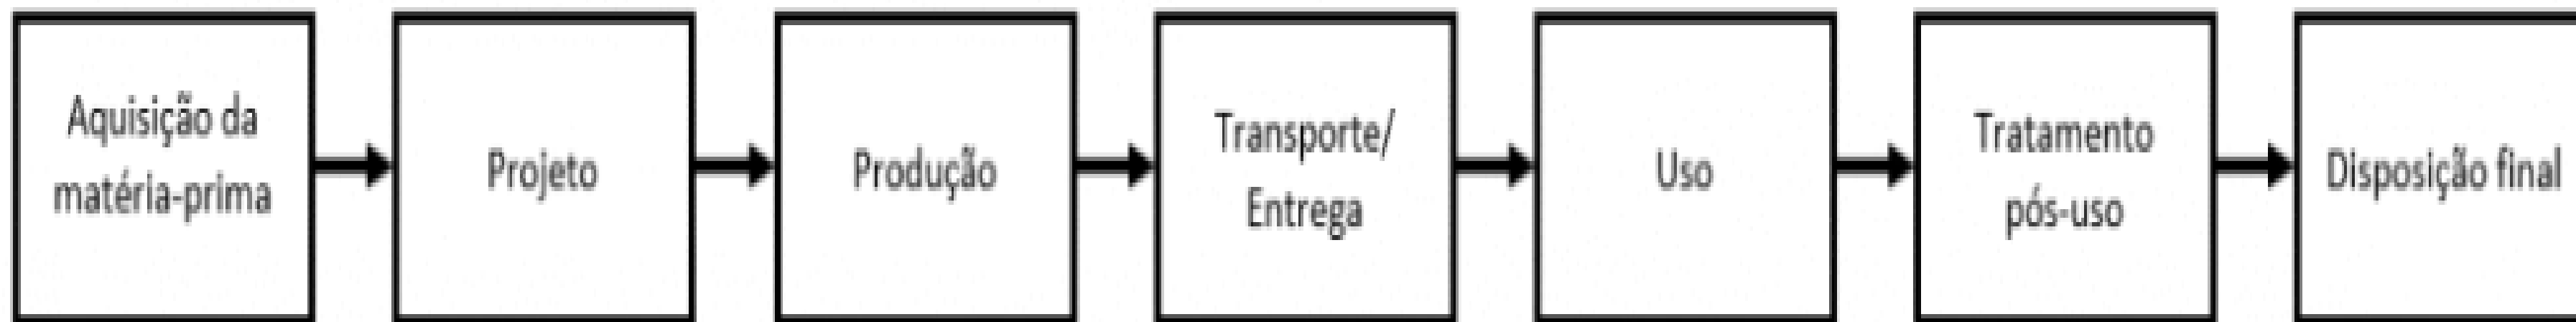 Aquisição da
matéria-prima
Projeto
Produção
Transporte/
Entrega
Uso
Tratamento
pós-uso
Disposição final